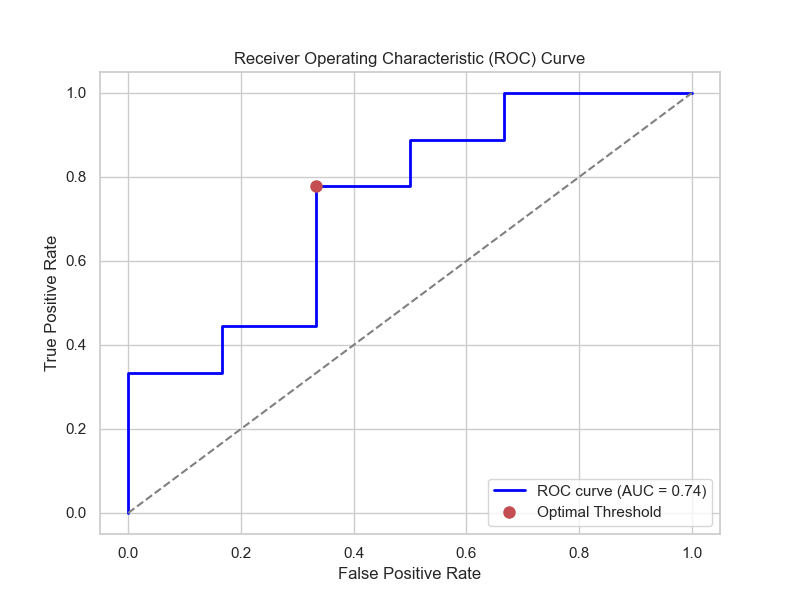 Receiver Operating Characteristic (ROC) Curve
True Positive Rate
1.0
0.8
0.6
0.4
0.2
0.0
0.0 0.2 0.4 0.6 0.8 1.0
False Positive Rate
ROC curve (AUC = 0.74)
Optimal Threshold